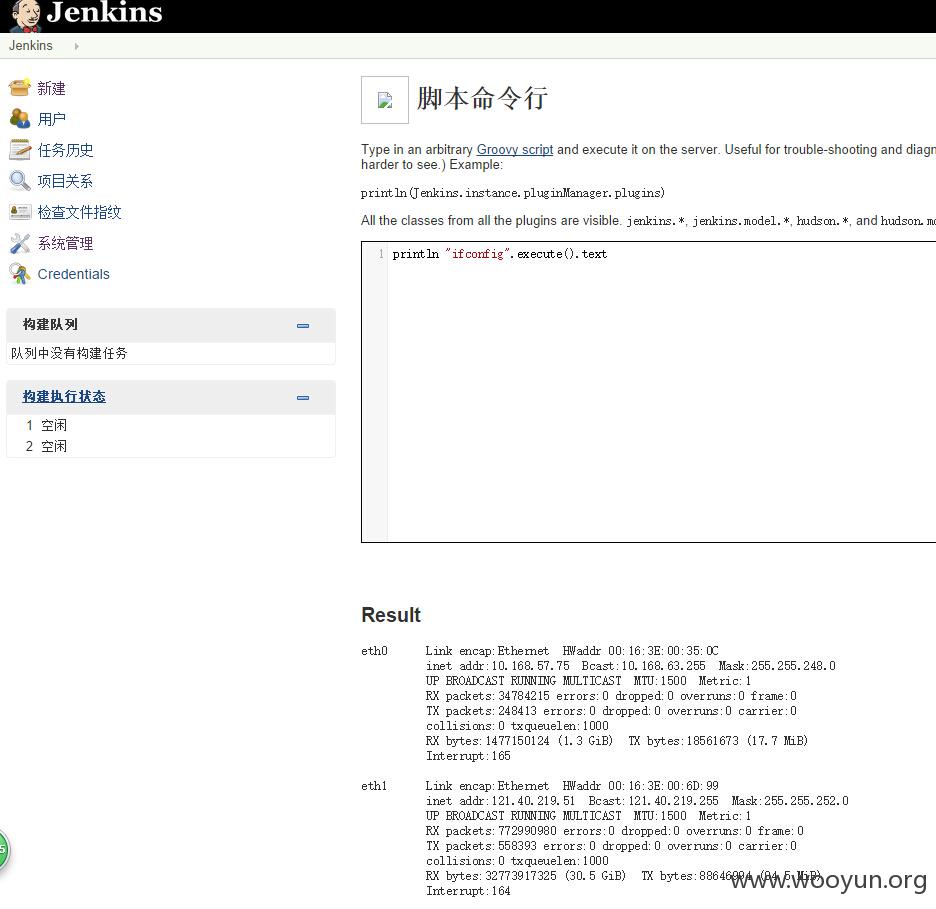 Jenkins
Jenkins
新建
用户
任务历史
项目关系
检查文件指纹
系统管理
Credentials
构建队列
队列中没有构建任务
构建执行状态
1 空闲
2 空闲
脚本命令行
Type in an arbitrary Groovy script and execute it on the server. Useful for trouble-shooting and diagn
harder to see.) Example:
println(Jenkins.instance.pluginManager.plugins)
All the classes from all the plugins are visible. jenkins.*, jenkins.model.*, hudson.*, and hudson.mo
1 println "ifconfig".execute().text
Result
eth0 Link encap:Ethernet HWaddr 00:16:3E:00:35:0C
inet addr:10.168.57.75 Bcast:10.168.63.255 Mask:255.255.248.0
UP BROADCAST RUNNING MULTICAST MTU:1500 Metric:1
RX packets:34784215 errors:0 dropped:0 overruns:0 frame:0
TX packets:248413 errors:0 dropped:0 overruns:0 carrier:0
collisions:0 txqueuelen:1000
RX bytes:1477150124 (1.3 GiB) TX bytes:18561673 (17.7 MiB)
Interrupt:165
eth1 Link encap:Ethernet HWaddr 00:16:3E:00:6D:99
inet addr:121.40.219.51 Bcast:121.40.219.255 Mask:255.255.252.0
UP BROADCAST RUNNING MULTICAST MTU:1500 Metric:1
RX packets:772990980 errors:0 dropped:0 overruns:0 frame:0
TX packets:558393 errors:0 dropped:0 overruns:0 carrier:0
collisions:0 txqueuelen:1000
RX bytes:32773917325 (30.5 GiB) TX bytes:88646994 (84.5 MiB)
Interrupt:164
5
www.wooyun.org